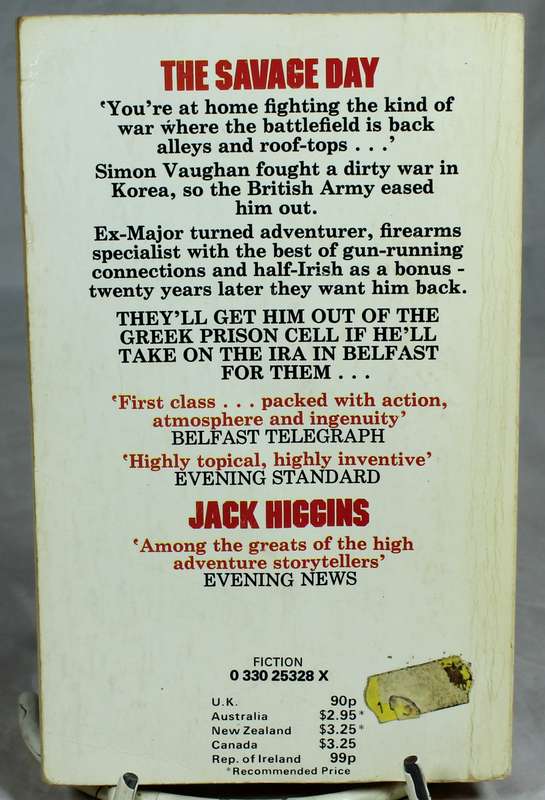 THE SAVAGE DAY
‘You’re at home fighting the kind of
war where the battlefield is back
alleys and roof-tops . . .’
Simon Vaughan fought a dirty war in
Korea, so the British Army eased
him out.
Ex-Major turned adventurer, firearms
specialist with the best of gun-running
connections and half-Irish as a bonus -
twenty years later they want him back.
THEY’LL GET HIM OUT OF THE
GREEK PRISON CELL IF HE’LL
TAKE ON THE IRA IN BELFAST
FOR THEM . . .
‘First class . . . packed with action,
atmosphere and ingenuity’
BELFAST TELEGRAPH
‘Highly topical, highly inventive’
EVENING STANDARD
JACK HIGGINS
‘Among the greats of the high
adventure storytellers’
EVENING NEWS
FICTION
0 330 25328 X
U.K. 90p
Australia $2.95*
New Zealand $3.25*
Canada $3.25
Rep. of Ireland 99p
*Recommended Price